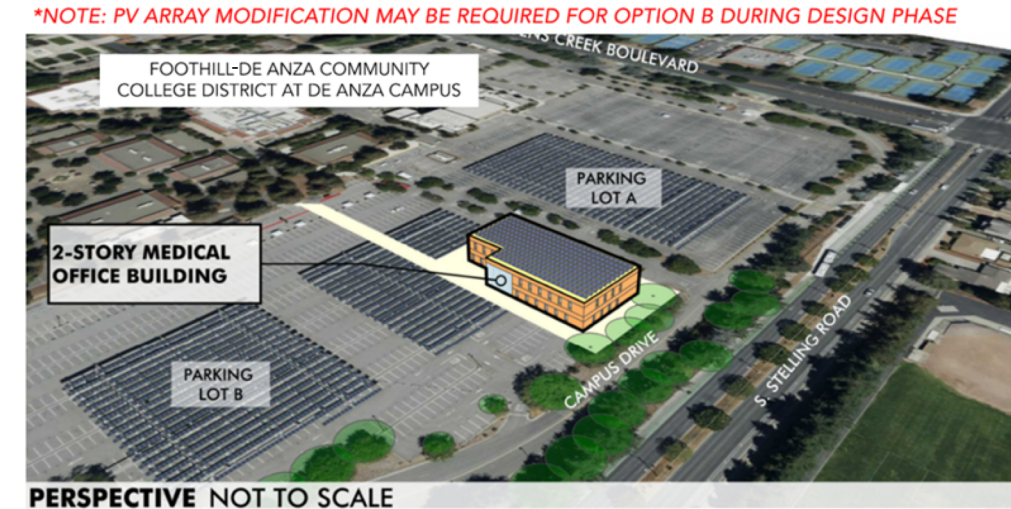 *NOTE: PV ARRAY MODIFICATION MAY BE REQUIRED FOR OPTION B DURING DESIGN PHASE
ENS CREEK BOULEVARD
FOOTHILL-DE ANZA COMMUNITY
COLLEGE DISTRICT AT DE ANZA CAMPUS
PARKING
LOT A
2-STORY MEDICAL
OFFICE BUILDING
PARKING
LOT B
CAMPUS DRIVE
S. STELLING ROAD
PERSPECTIVE NOT TO SCALE